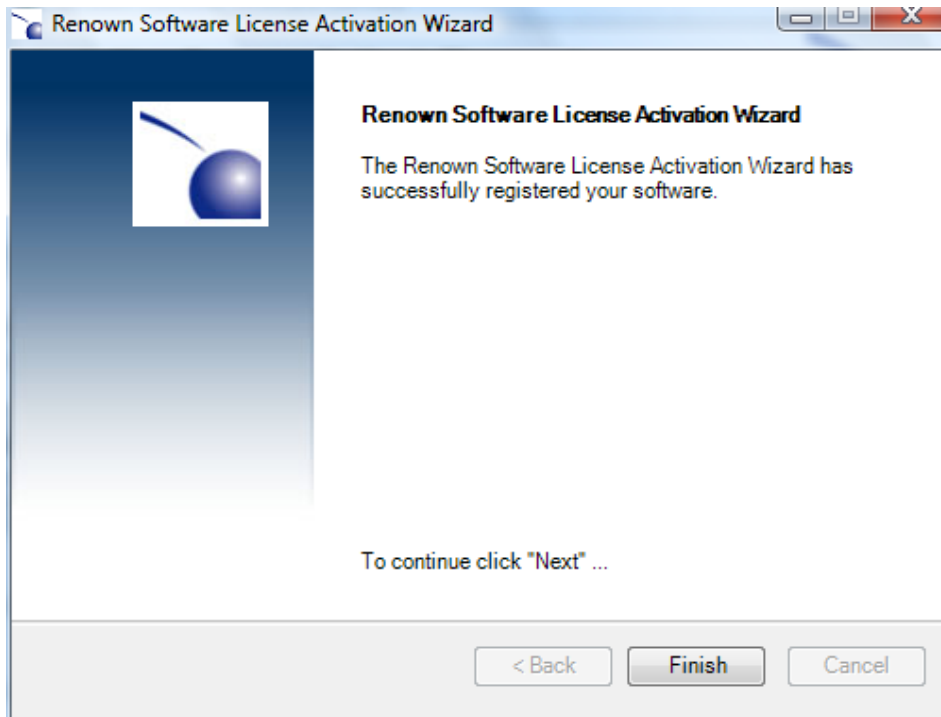 Renown Software License Activation Wizard
Renown Software License Activation Wizard
The Renown Software License Activation Wizard has
successfully registered your software.
To continue click "Next" ...
< Back Finish Cancel